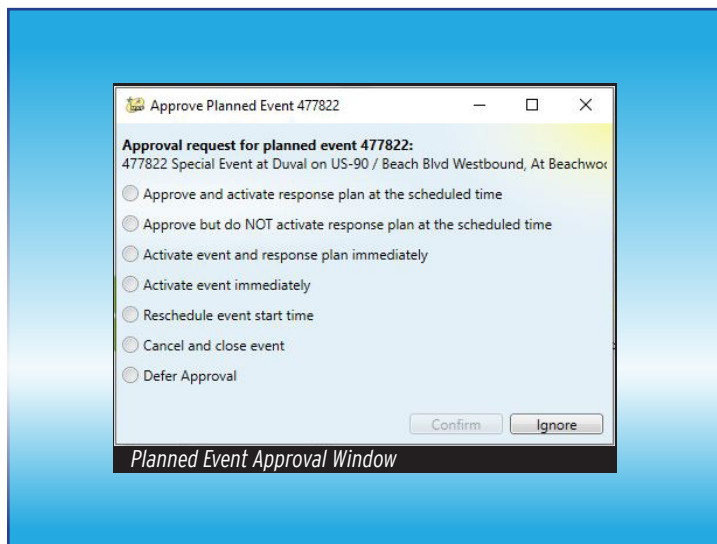 Approve Planned Event 477822
Approval request for planned event 477822:
477822 Special Event at Duval on US-90 / Beach Blvd Westbound, At Beachwoo
Approve and activate response plan at the scheduled time
Approve but do NOT activate response plan at the scheduled time
Activate event and response plan immediately
Activate event immediately
Reschedule event start time
Cancel and close event
Defer Approval
Confirm Ignore
Planned Event Approval Window